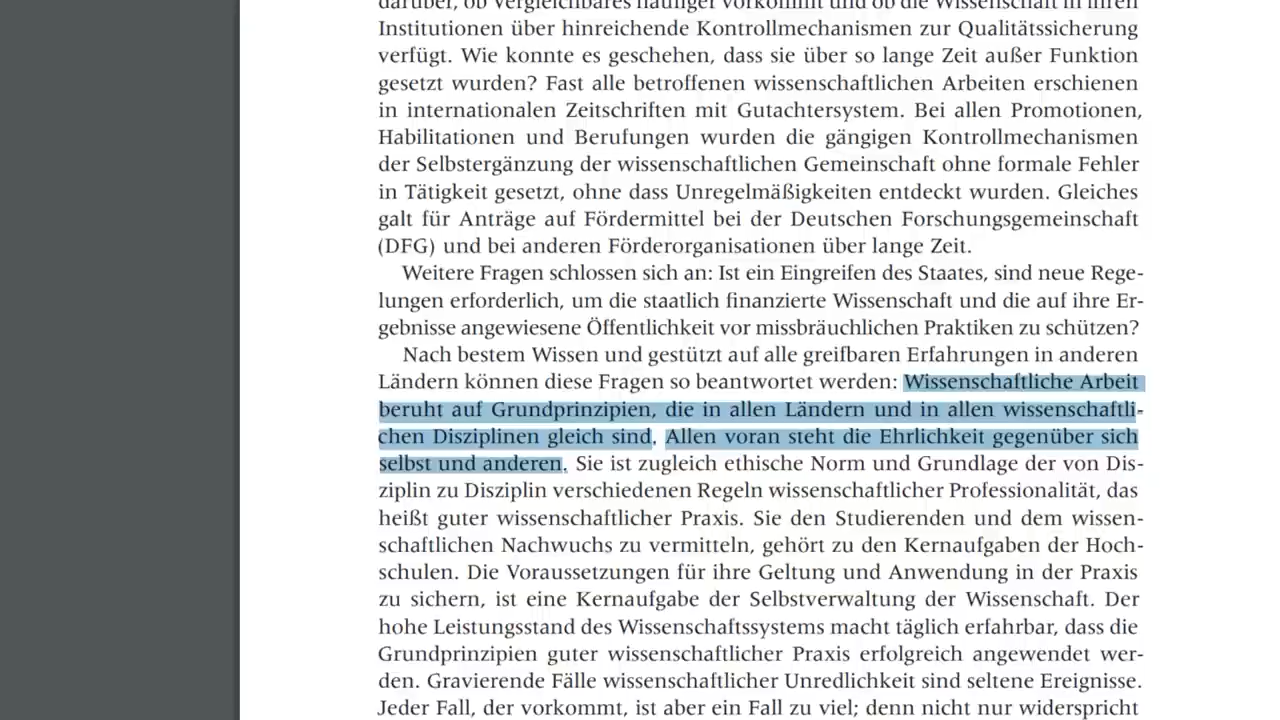 darüber, ob Vergleichbares häufiger vorkommt und ob die Wissenschaft in ihren
Institutionen über hinreichende Kontrollmechanismen zur Qualitätssicherung
verfügt. Wie konnte es geschehen, dass sie über so lange Zeit außer Funktion
gesetzt wurden? Fast alle betroffenen wissenschaftlichen Arbeiten erschienen
in internationalen Zeitschriften mit Gutachtersystem. Bei allen Promotionen,
Habilitationen und Berufungen wurden die gängigen Kontrollmechanismen
der Selbstergänzung der wissenschaftlichen Gemeinschaft ohne formale Fehler
in Tätigkeit gesetzt, ohne dass Unregelmäßigkeiten entdeckt wurden. Gleiches
galt für Anträge auf Fördermittel bei der Deutschen Forschungsgemeinschaft
(DFG) und bei anderen Förderorganisationen über lange Zeit.
Weitere Fragen schlossen sich an: Ist ein Eingreifen des Staates, sind neue Rege-
lungen erforderlich, um die staatlich finanzierte Wissenschaft und die auf ihre Er-
gebnisse angewiesene Öffentlichkeit vor missbräuchlichen Praktiken zu schützen?
Nach bestem Wissen und gestützt auf alle greifbaren Erfahrungen in anderen
Ländern können diese Fragen so beantwortet werden: Wissenschaftliche Arbeit
beruht auf Grundprinzipien, die in allen Ländern und in allen wissenschaftli-
chen Disziplinen gleich sind. Allen voran steht die Ehrlichkeit gegenüber sich
selbst und anderen. Sie ist zugleich ethische Norm und Grundlage der von Dis-
ziplin zu Disziplin verschiedenen Regeln wissenschaftlicher Professionalität, das
heißt guter wissenschaftlicher Praxis. Sie den Studierenden und dem wissen-
schaftlichen Nachwuchs zu vermitteln, gehört zu den Kernaufgaben der Hoch-
schulen. Die Voraussetzungen für ihre Geltung und Anwendung in der Praxis
zu sichern, ist eine Kernaufgabe der Selbstverwaltung der Wissenschaft. Der
hohe Leistungsstand des Wissenschaftssystems macht täglich erfahrbar, dass die
Grundprinzipien guter wissenschaftlicher Praxis erfolgreich angewendet wer-
den. Gravierende Fälle wissenschaftlicher Unredlichkeit sind seltene Ereignisse.
Jeder Fall, der vorkommt, ist aber ein Fall zu viel; denn nicht nur widerspricht